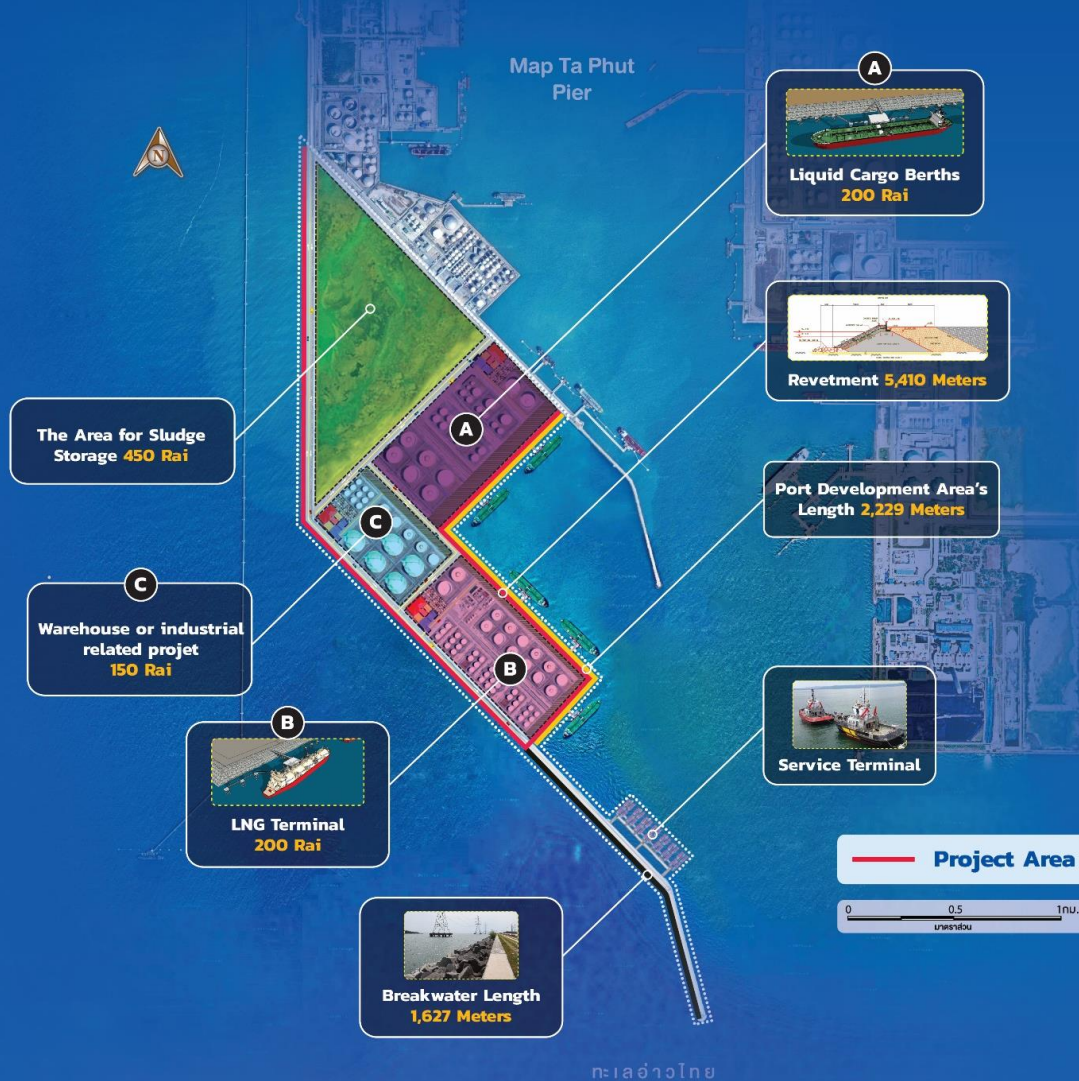 Map Ta Phut
Pier
N
A
Liquid Cargo Berths
200 Rai
Revetment 5,410 Meters
The Area for Sludge
Storage 450 Rai
A
Port Development Area's
Length 2,229 Meters
C
C
Warehouse or industrial
related projet
150 Rai
B
B
LNG Terminal
200 Rai
Service Terminal
Project Area
0 0.5 1กม.
มาตราส่วน
Breakwater Length
1,627 Meters
ทะเลอ่าวไทย